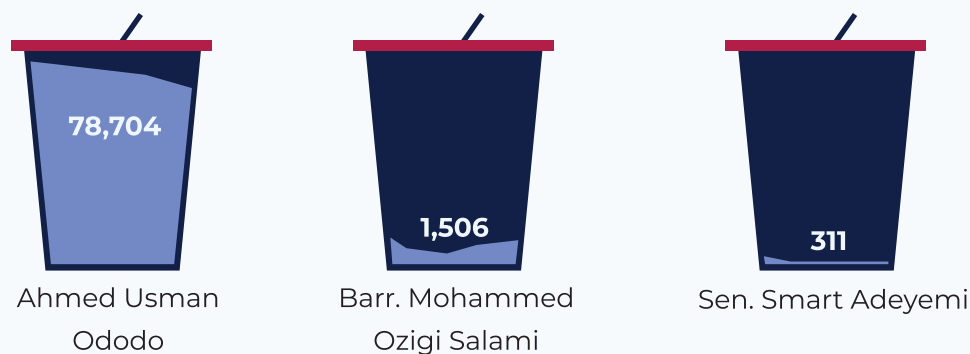 78,704
1,506
311
Ahmed Usman
Ododo
Barr. Mohammed
Ozigi Salami
Sen. Smart Adeyemi